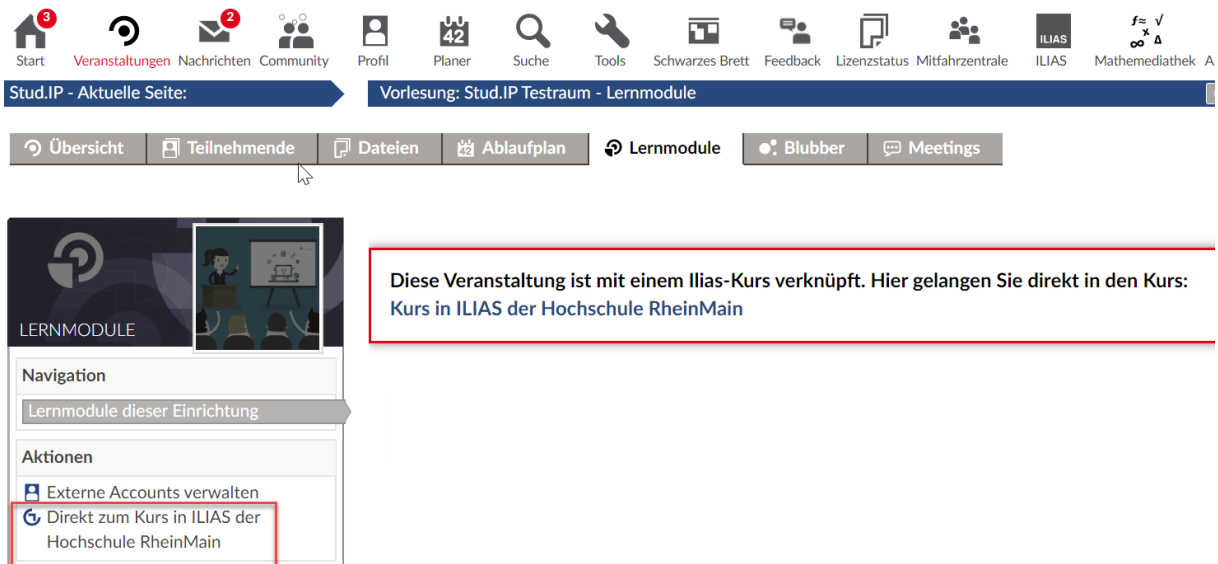 3
2
42
ILIAS
f≈ √
x
∞ Δ
Start Veranstaltungen Nachrichten Community Profil Planer Suche Tools Schwarzes Brett Feedback Lizenzstatus Mitfahrzentrale ILIAS Mathemediathek A
Stud.IP - Aktuelle Seite: Vorlesung: Stud.IP Testraum - Lernmodule
Übersicht Teilnehmende Dateien Ablaufplan Lernmodule Blubber Meetings
LERNMODULE
Diese Veranstaltung ist mit einem Ilias-Kurs verknüpft. Hier gelangen Sie direkt in den Kurs:
Kurs in ILIAS der Hochschule RheinMain
Navigation
Lernmodule dieser Einrichtung
Aktionen
Externe Accounts verwalten
Direkt zum Kurs in ILIAS der
Hochschule RheinMain